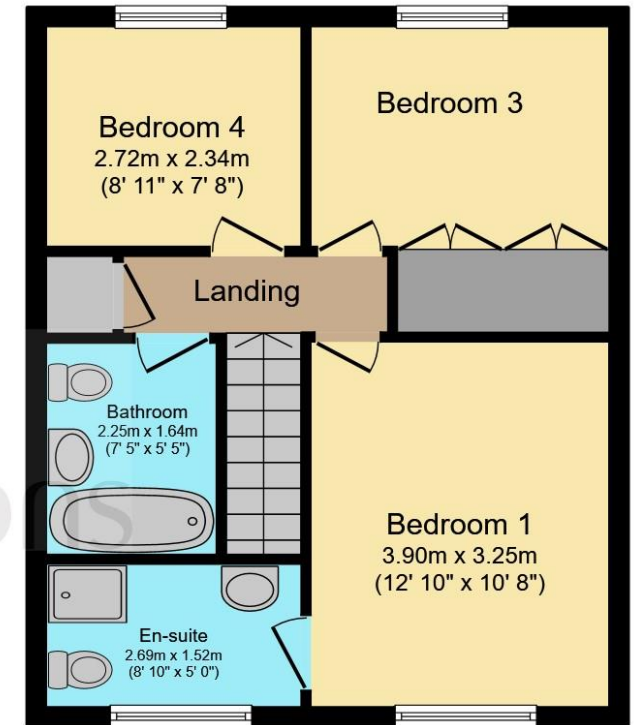 Bedroom 4
2.72m x 2.34m
(8' 11" x 7' 8")
Bedroom 3
Landing
Bathroom
2.25m x 1.64m
(7' 5" x 5' 5")
Bedroom 1
3.90m x 3.25m
(12' 10" x 10' 8")
En-suite
2.69m x 1.52m
(8' 10" x 5' 0")